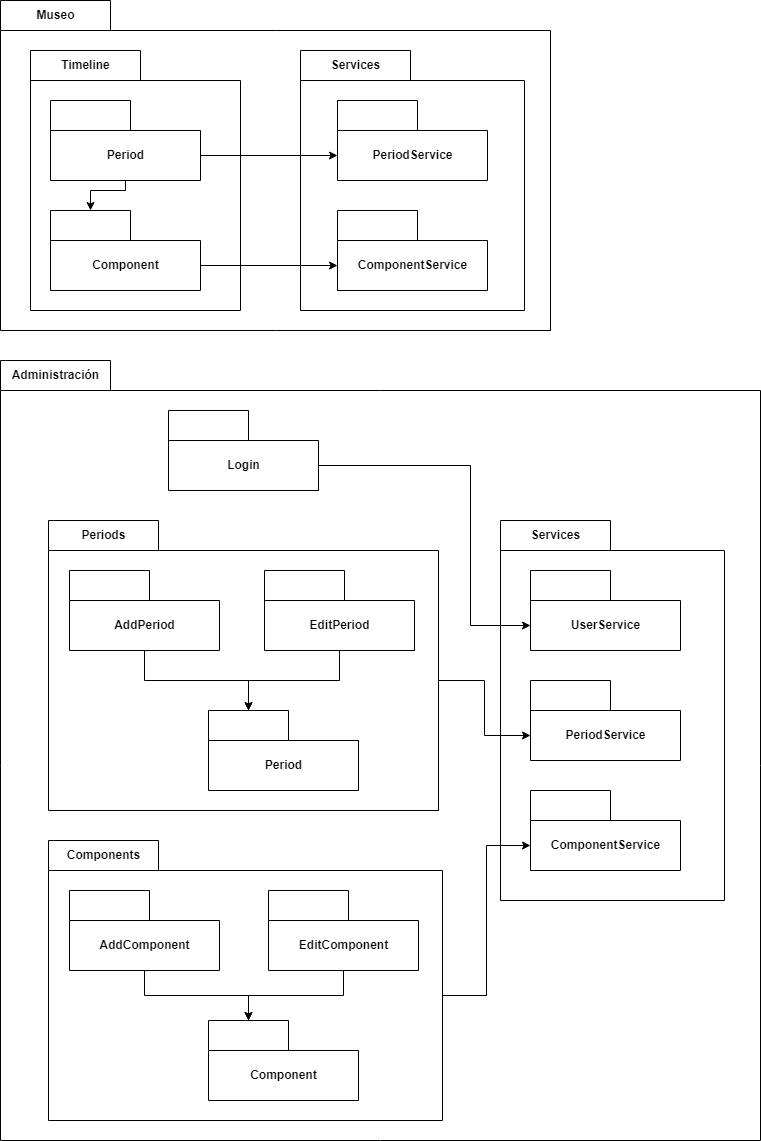 Museo
Timeline
Services
Period
PeriodService
Component
ComponentService
Administración
Login
Periods
Services
AddPeriod
EditPeriod
UserService
Period
PeriodService
Components
ComponentService
AddComponent
EditComponent
Component